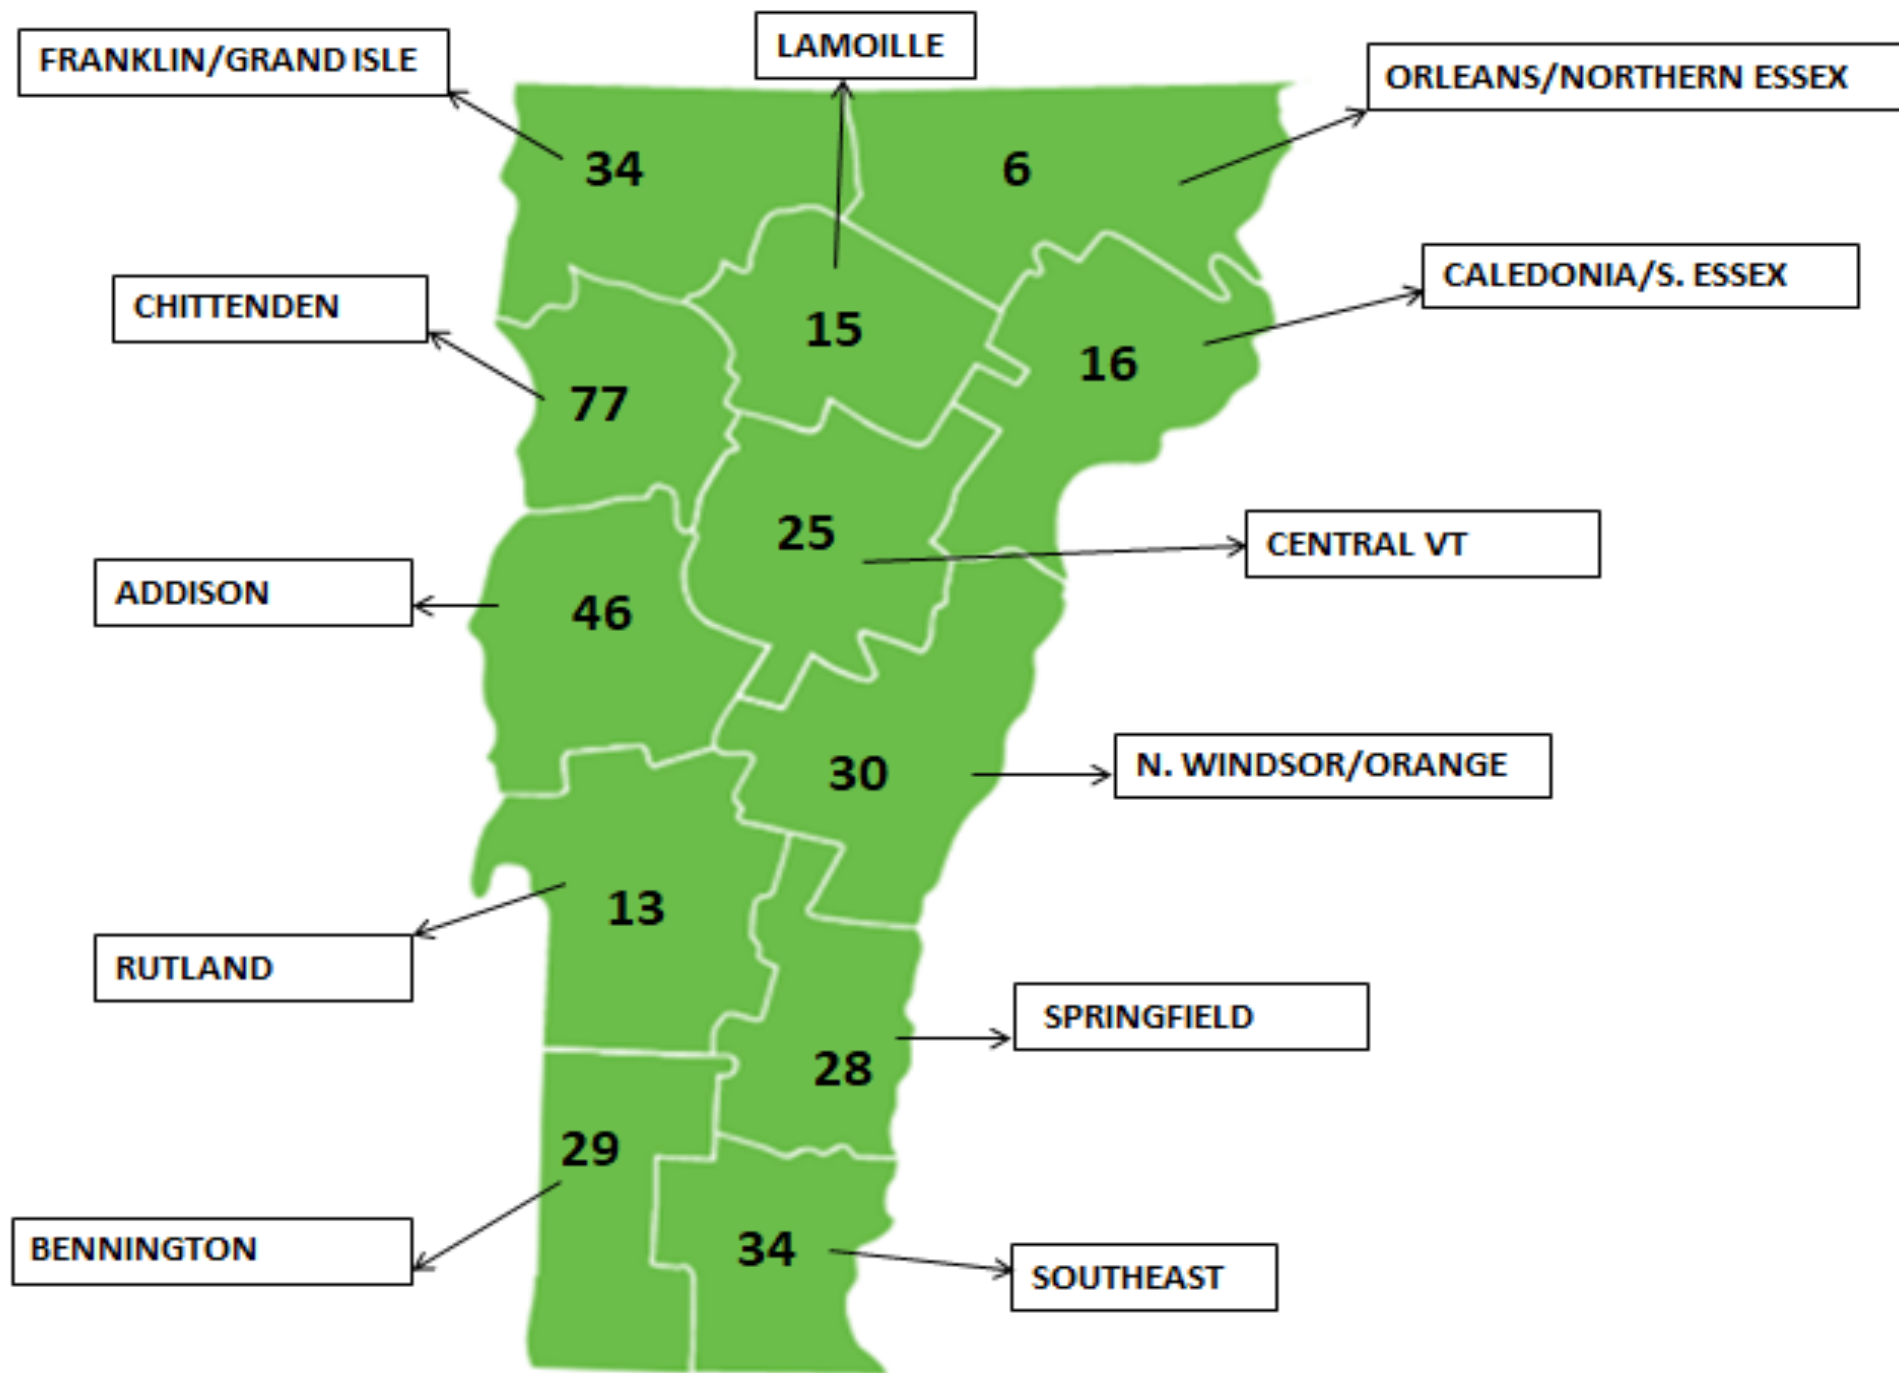 LAMOILLE
FRANKLIN/GRAND ISLE
ORLEANS/NORTHERN ESSEX
34
6
CALEDONIA/S. ESSEX
CHITTENDEN
15
16
77
25
CENTRAL VT
ADDISON
46
N. WINDSOR/ORANGE
30
13
RUTLAND
SPRINGFIELD
28
29
BENNINGTON
34
SOUTHEAST